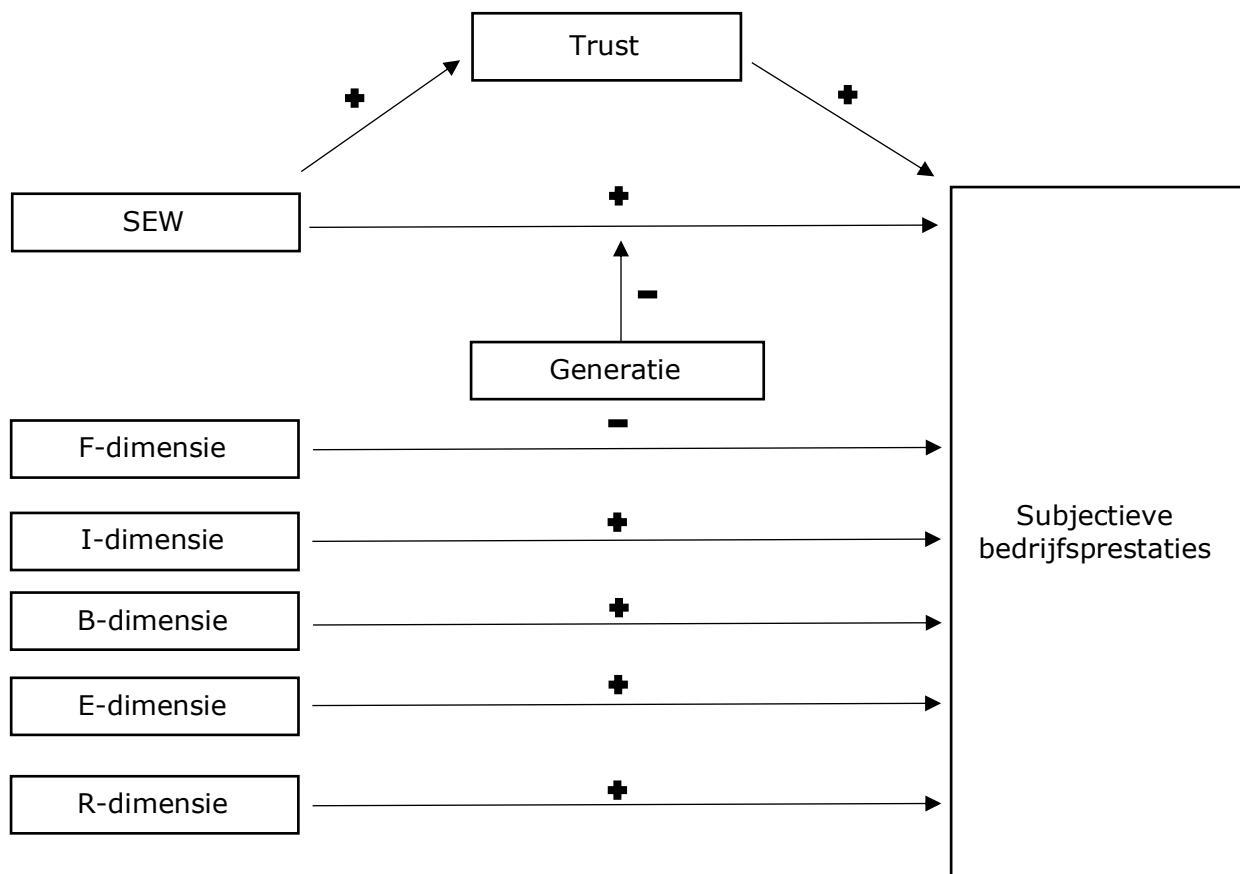 Trust
+
+
+
SEW
-
Generatie
-
F-dimensie
+
I-dimensie
Subjectieve
bedrijfsprestaties
+
B-dimensie
+
E-dimensie
+
R-dimensie